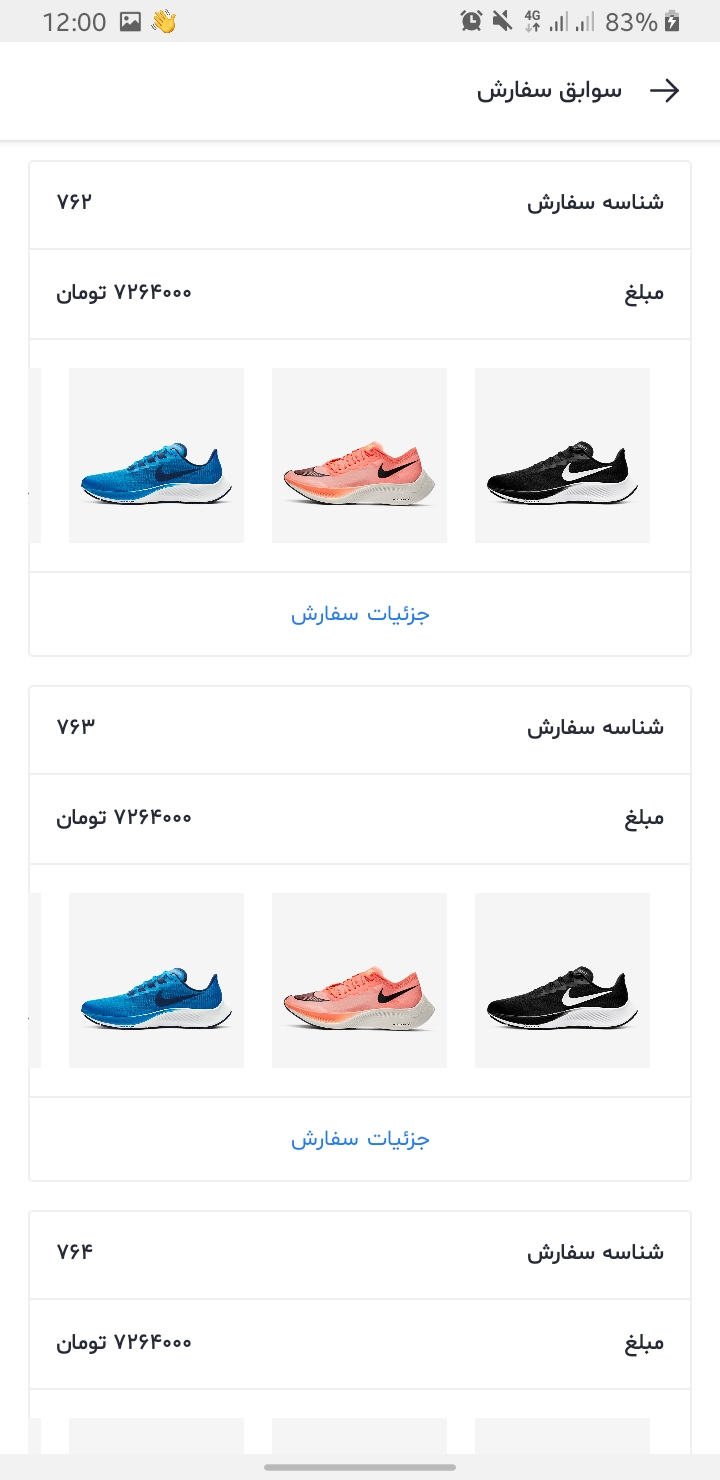 12:00 4G 83%
سوابق سفارش
شناسه سفارش ۷۶۲
مبلغ ۷۲۶۴۰۰۰ تومان
جزئیات سفارش
شناسه سفارش ۷۶۳
مبلغ ۷۲۶۴۰۰۰ تومان
جزئیات سفارش
شناسه سفارش ۷۶۴
مبلغ ۷۲۶۴۰۰۰ تومان